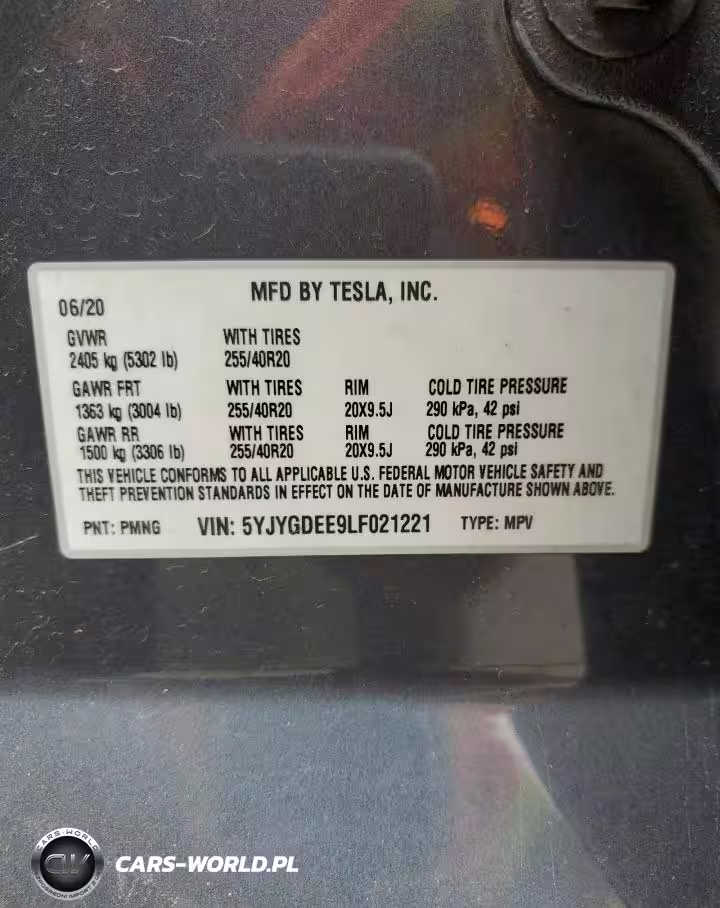 MFD BY TESLA, INC.
06/20
GVWR WITH TIRES
2405 kg (5302 lb) 255/40R20
GAWR FRT WITH TIRES RIM COLD TIRE PRESSURE
1363 kg (3004 lb) 255/40R20 20X9.5J 290 kPa, 42 psi
GAWR RR WITH TIRES RIM COLD TIRE PRESSURE
1500 kg (3306 lb) 255/40R20 20X9.5J 290 kPa, 42 psi
THIS VEHICLE CONFORMS TO ALL APPLICABLE U.S. FEDERAL MOTOR VEHICLE SAFETY AND
THEFT PREVENTION STANDARDS IN EFFECT ON THE DATE OF MANUFACTURE SHOWN ABOVE.
PNT: PMNG VIN: 5YJYGDEE9LF021221 TYPE: MPV
CARS-WORLD
CARS-WORLD.PL